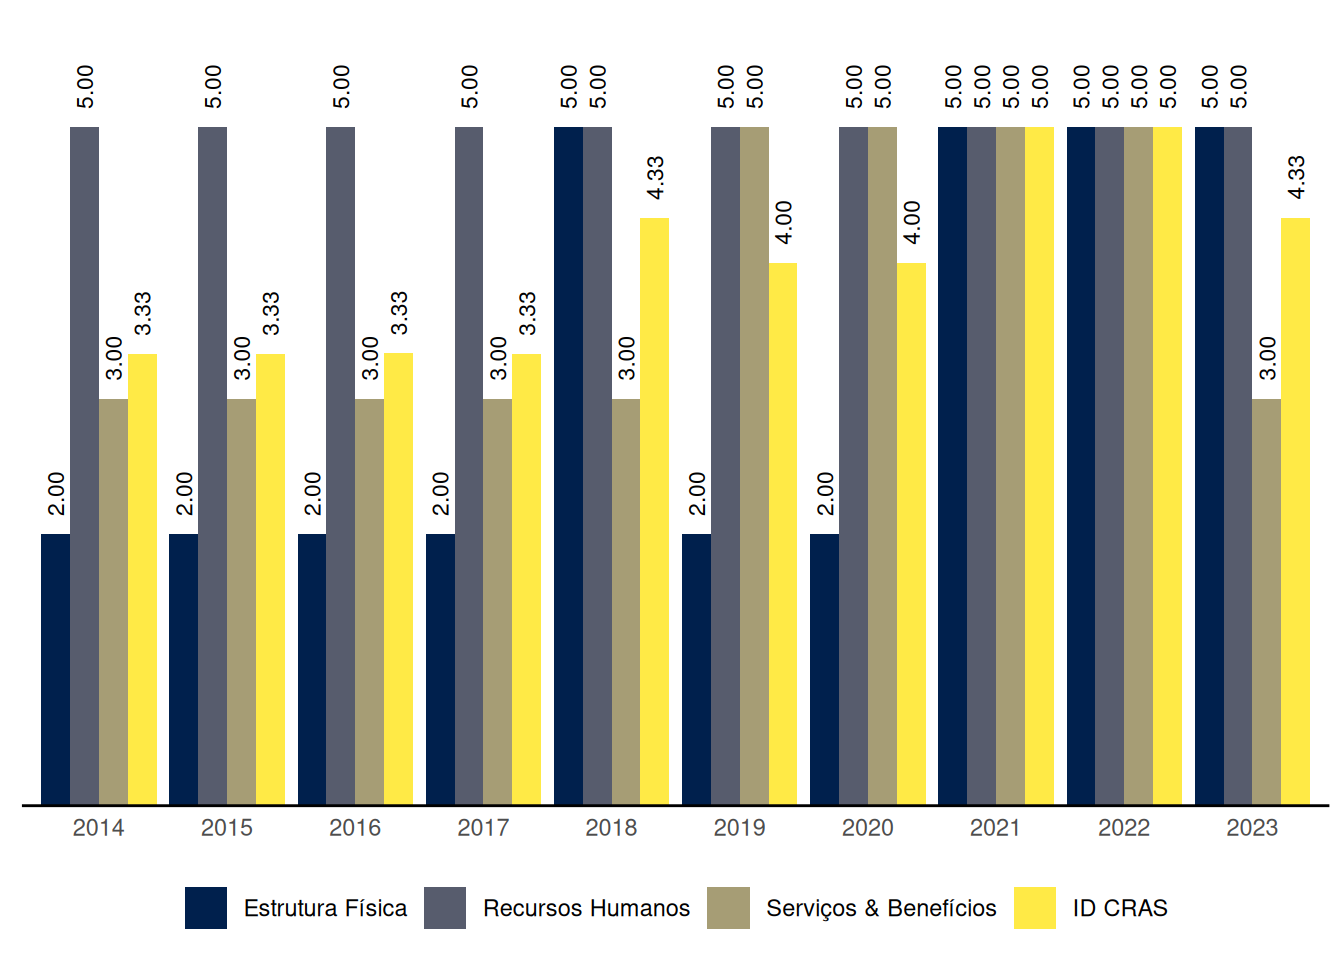 5.00 5.00 5.00 5.00 5.00 5.00 5.00 5.00 5.00 5.00 5.00 5.00 5.00 5.00 5.00 5.00 5.00 5.00 5.00 5.00
4.33 4.33
4.00 4.00
3.33 3.33 3.33 3.33
3.00 3.00 3.00 3.00 3.00 3.00
2.00 2.00 2.00 2.00 2.00 2.00
2014 2015 2016 2017 2018 2019 2020 2021 2022 2023
Estrutura Física Recursos Humanos Serviços & Benefícios ID CRAS